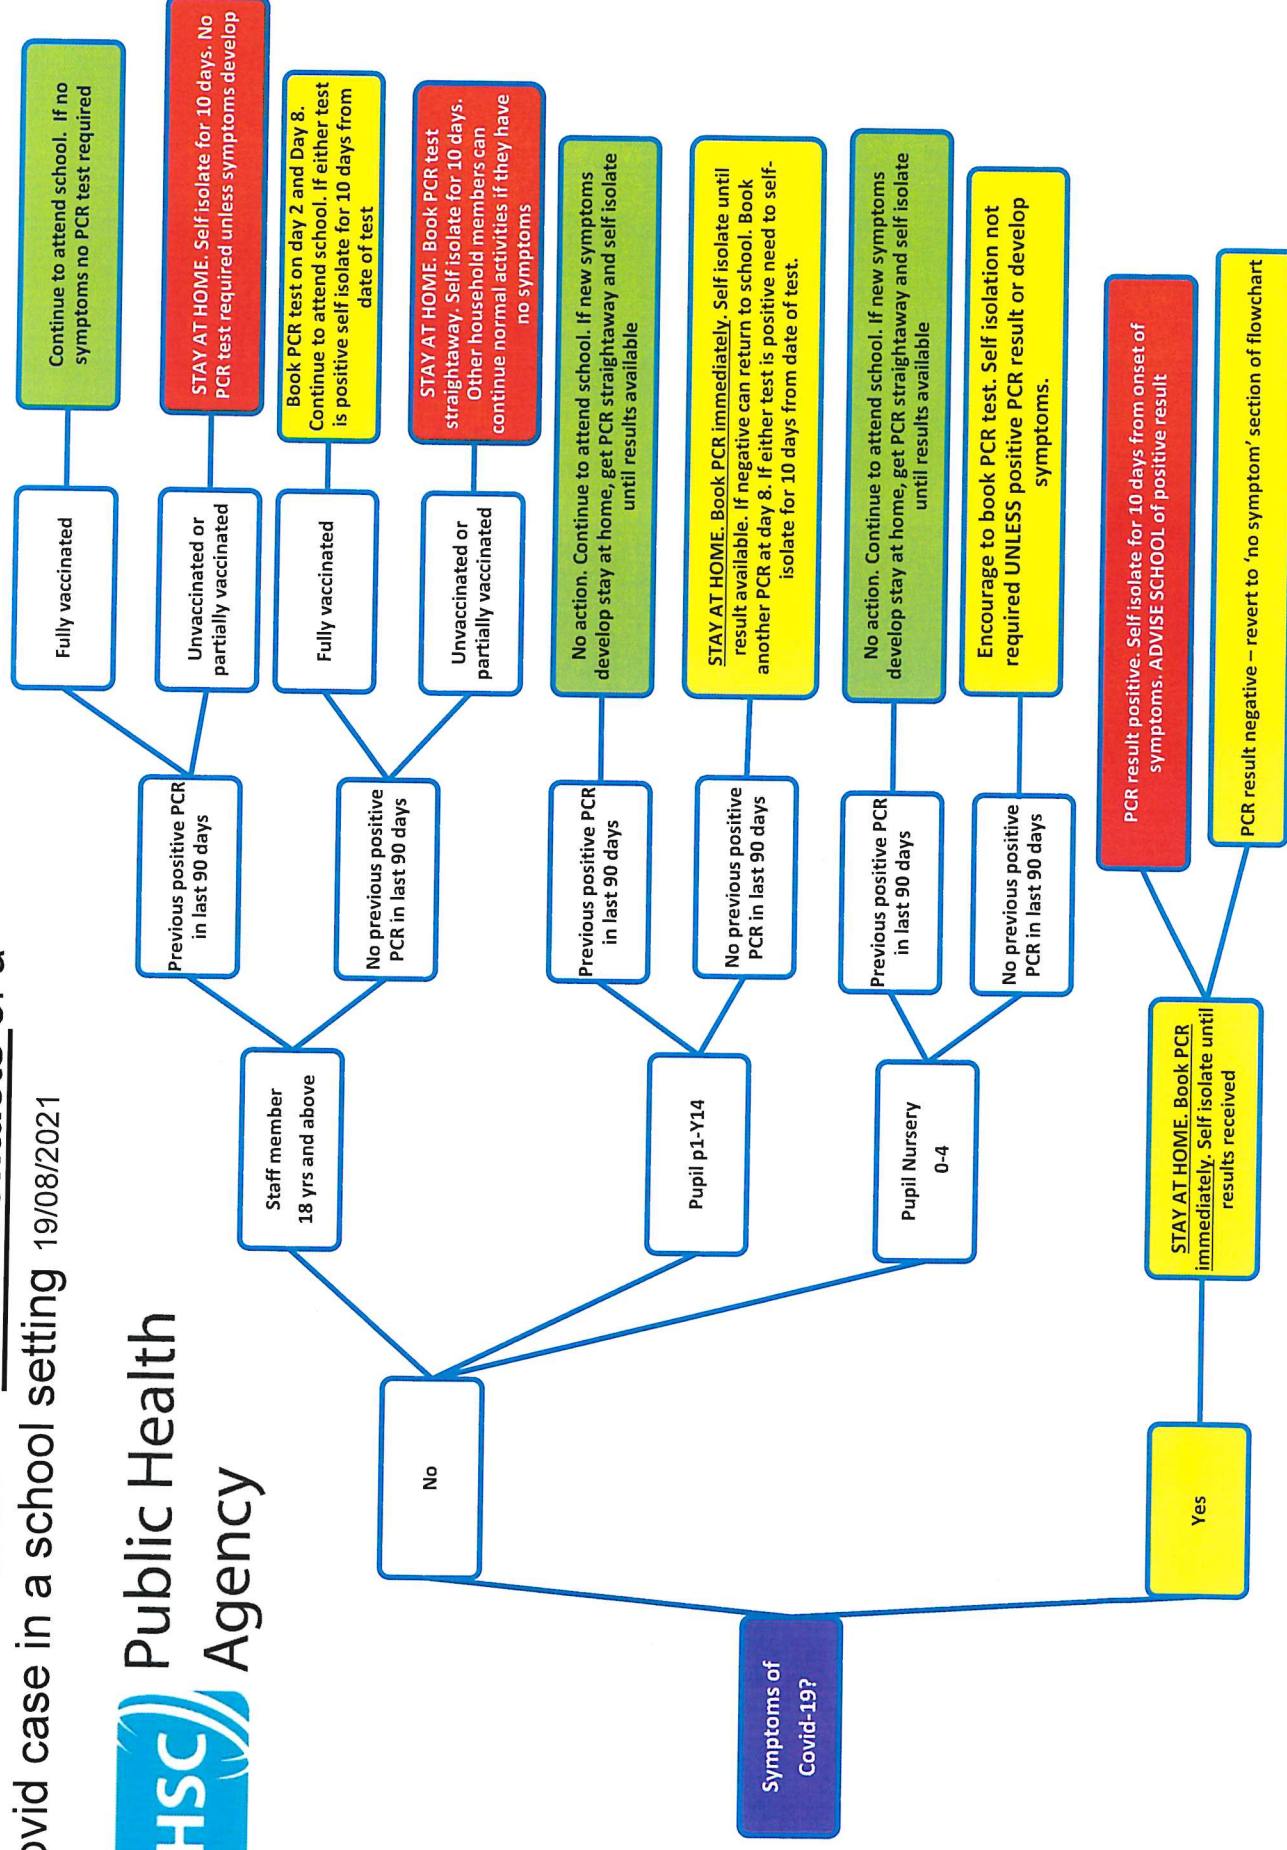 ovid case in a school setting 19/08/2021
HSC
Public Health
Agency
Symptoms of
Covid-19?
No
Yes
Staff member
18 yrs and above
Pupil p1-Y14
Pupil Nursery
0-4
STAY AT HOME. Book PCR
immediately. Self isolate until
results received
Previous positive PCR
in last 90 days
No previous positive
PCR in last 90 days
Previous positive PCR
in last 90 days
No previous positive
PCR in last 90 days
Previous positive PCR
in last 90 days
No previous positive
PCR in last 90 days
Fully vaccinated
Unvaccinated or
partially vaccinated
Fully vaccinated
Unvaccinated or
partially vaccinated
Continue to attend school. If no
symptoms no PCR test required
STAY AT HOME. Self isolate for 10 days. No
PCR test required unless symptoms develop
Book PCR test on day 2 and Day 8.
Continue to attend school. If either test
is positive self isolate for 10 days from
date of test
STAY AT HOME. Book PCR test
straightaway. Self isolate for 10 days.
Other household members can
continue normal activities if they have
no symptoms
No action. Continue to attend school. If new symptoms
develop stay at home, get PCR straightaway and self isolate
until results available
STAY AT HOME. Book PCR immediately. Self isolate until
result available. If negative can return to school. Book
another PCR at day 8. If either test is positive need to self-
isolate for 10 days from date of test.
No action. Continue to attend school. If new symptoms
develop stay at home, get PCR straightaway and self isolate
until results available
Encourage to book PCR test. Self isolation not
required UNLESS positive PCR result or develop
symptoms.
PCR result positive. Self isolate for 10 days from onset of
symptoms. ADVISE SCHOOL of positive result
PCR result negative – revert to 'no symptom' section of flowchart